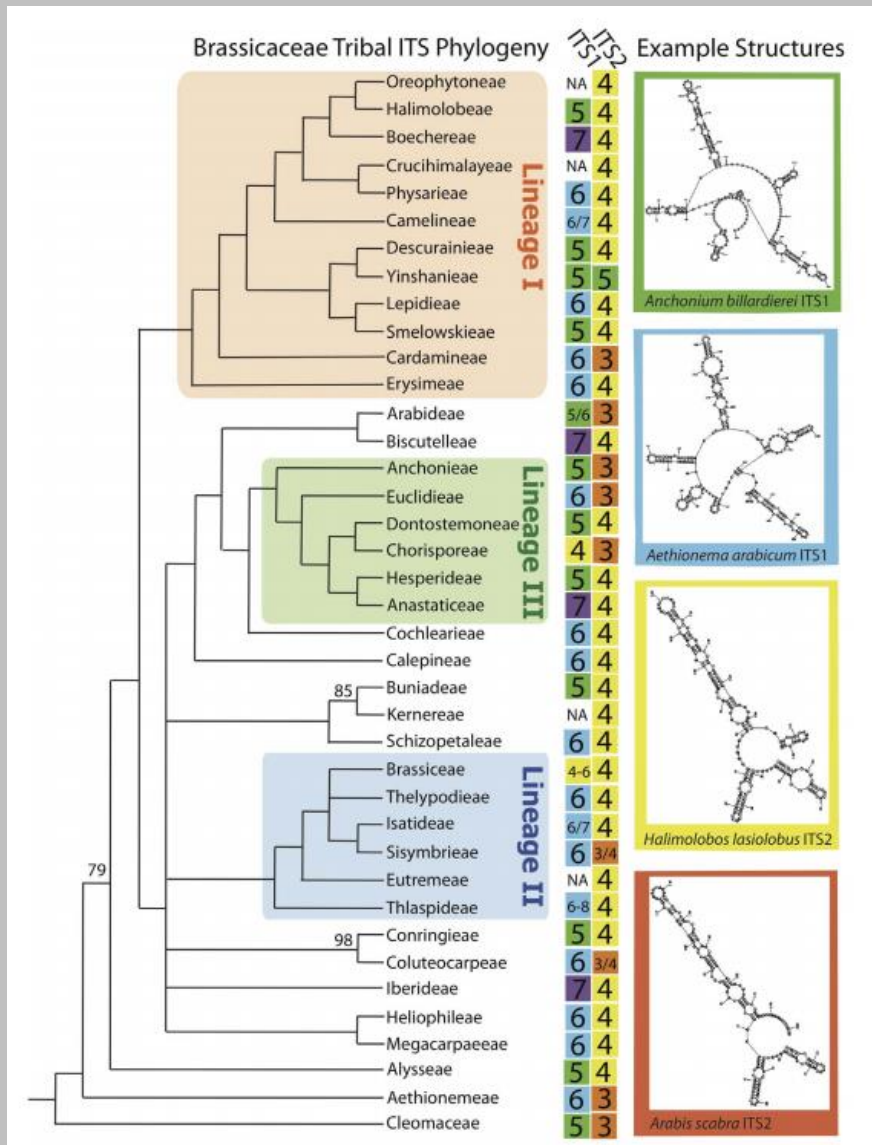 Brassicaceae Tribal ITS Phylogeny ITS1 ITS2 Example Structures
Oreophytoneae NA 4
Halimolobeae 5 4
Boechereae 7 4
Crucihimalayeae NA 4
Physarieae 6 4
Camelineae 6/7 4
Descurainieae 5 4
Yinshanieae 5 5
Lepidieae 6 4
Smelowskieae 5 4
Cardamineae 6 3
Erysimeae 6 4
Lineage I
Arabideae 5/6 3
Biscutelleae 7 4
Anchonieae 5 3
Euclidieae 6 3
Dontostemoneae 5 4
Chorisporeae 4 3
Hesperideae 5 4
Anastaticeae 7 4
Lineage III
Cochlearieae 6 4
Calepineae 6 4
85
Buniadeae 5 4
Kernereae NA 4
Schizopetaleae 6 4
Brassiceae 4-6 4
Thelypodieae 6 4
Isatideae 6/7 4
Sisymbrieae 6 3/4
Eutremeae NA 4
Thlaspideae 6-8 4
Lineage II
79
98
Conringieae 5 4
Coluteocarpeae 6 3/4
Iberideae 7 4
Heliophileae 6 4
Megacarpaeeae 6 4
Alysseae 5 4
Aethionemeae 6 3
Cleomaceae 5 3
Anchonium billardierei ITS1
Aethionema arabicum ITS1
Halimolobos lasiolobus ITS2
Arabis scabra ITS2